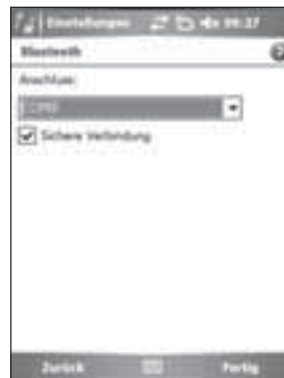 Einstellungen 09:37
Bluetooth
Anschluss:
Sichere Verbindung
Zurück Fertig